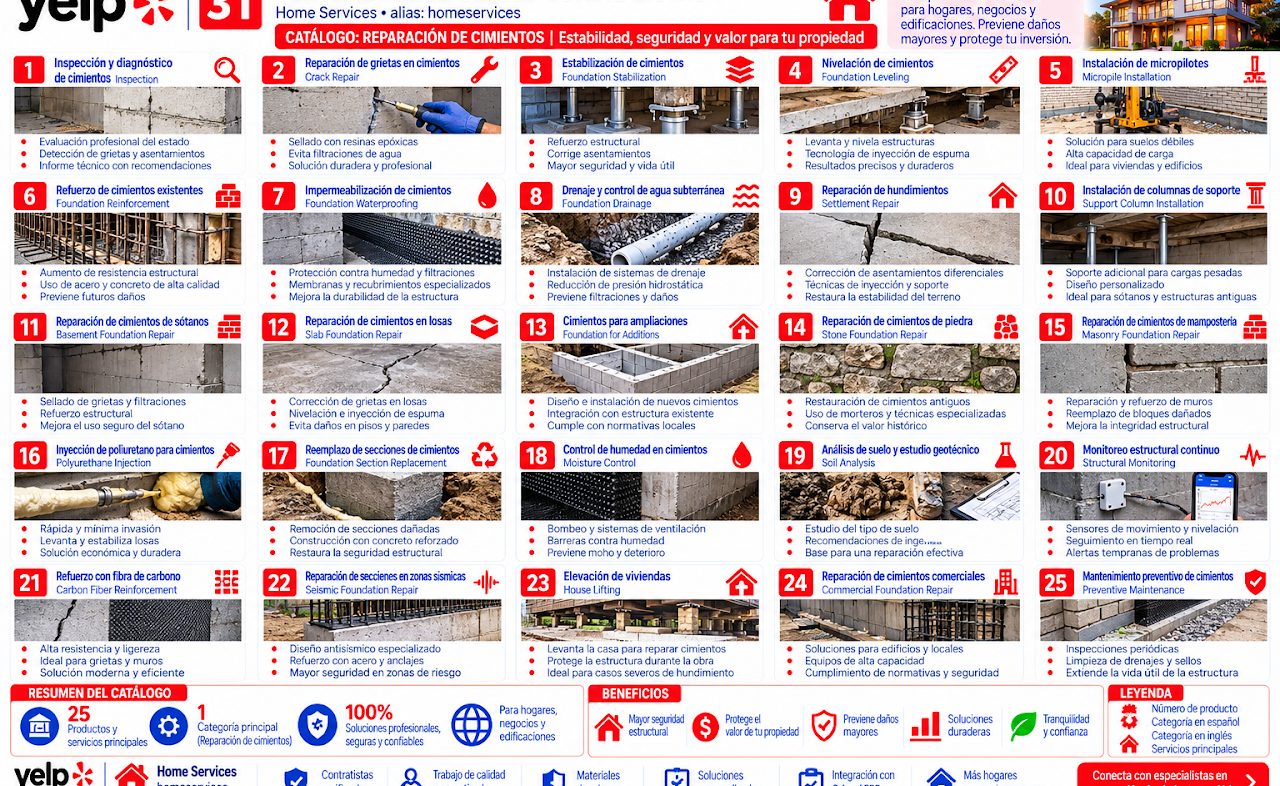 yelp 31
Home Services • alias: homeservices
CATÁLOGO: REPARACIÓN DE CIMIENTOS | Estabilidad, seguridad y valor para tu propiedad
para hogares, negocios y
edificaciones. Previene daños
mayores y protege tu inversión.
1 Inspección y diagnóstico
de cimientos Inspection
• Evaluación profesional del estado
• Detección de grietas y asentamientos
• Informe técnico con recomendaciones
2 Reparación de grietas en cimientos
Crack Repair
• Sellado con resinas epóxicas
• Evita filtraciones de agua
• Solución duradera y profesional
3 Estabilización de cimientos
Foundation Stabilization
• Refuerzo estructural
• Corrige asentamientos
• Mayor seguridad y vida útil
4 Nivelación de cimientos
Foundation Leveling
• Levanta y nivela estructuras
• Tecnología de inyección de espuma
• Resultados precisos y duraderos
5 Instalación de micropilotes
Micropile Installation
• Solución para suelos débiles
• Alta capacidad de carga
• Ideal para viviendas y edificios
6 Refuerzo de cimientos existentes
Foundation Reinforcement
• Aumento de resistencia estructural
• Uso de acero y concreto de alta calidad
• Previene futuros daños
7 Impermeabilización de cimientos
Foundation Waterproofing
• Protección contra humedad y filtraciones
• Membranas y recubrimientos especializados
• Mejora la durabilidad de la estructura
8 Drenaje y control de agua subterránea
Foundation Drainage
• Instalación de sistemas de drenaje
• Reducción de presión hidrostática
• Previene filtraciones y daños
9 Reparación de hundimientos
Settlement Repair
• Corrección de asentamientos diferenciales
• Técnicas de inyección y soporte
• Restaura la estabilidad del terreno
10 Instalación de columnas de soporte
Support Column Installation
• Soporte adicional para cargas pesadas
• Diseño personalizado
• Ideal para sótanos y estructuras antiguas
11 Reparación de cimientos de sótanos
Basement Foundation Repair
• Sellado de grietas y filtraciones
• Refuerzo estructural
• Mejora el uso seguro del sótano
12 Reparación de cimientos en losas
Slab Foundation Repair
• Corrección de grietas en losas
• Nivelación e inyección de espuma
• Evita daños en pisos y paredes
13 Cimientos para ampliaciones
Foundation for Additions
• Diseño e instalación de nuevos cimientos
• Integración con estructura existente
• Cumple con normativas locales
14 Reparación de cimientos de piedra
Stone Foundation Repair
• Restauración de cimientos antiguos
• Uso de morteros y técnicas especializadas
• Conserva el valor histórico
15 Reparación de cimientos de mampostería
Masonry Foundation Repair
• Reparación y refuerzo de muros
• Reemplazo de bloques dañados
• Mejora la integridad estructural
16 Inyección de poliuretano para cimientos
Polyurethane Injection
• Rápida y mínima invasión
• Levanta y estabiliza losas
• Solución económica y duradera
17 Reemplazo de secciones de cimientos
Foundation Section Replacement
• Remoción de secciones dañadas
• Construcción con concreto reforzado
• Restaura la seguridad estructural
18 Control de humedad en cimientos
Moisture Control
• Bombeo y sistemas de ventilación
• Barreras contra humedad
• Previene moho y deterioro
19 Análisis de suelo y estudio geotécnico
Soil Analysis
• Estudio del tipo de suelo
• Recomendaciones de inge......
• Base para una reparación efectiva
20 Monitoreo estructural continuo
Structural Monitoring
• Sensores de movimiento y nivelación
• Seguimiento en tiempo real
• Alertas tempranas de problemas
21 Refuerzo con fibra de carbono
Carbon Fiber Reinforcement
• Alta resistencia y ligereza
• Ideal para grietas y muros
• Solución moderna y eficiente
22 Reparación de secciones en zonas sísmicas
Seismic Foundation Repair
• Diseño antisísmico especializado
• Refuerzo con acero y anclajes
• Mayor seguridad en zonas de riesgo
23 Elevación de viviendas
House Lifting
• Levanta la casa para reparar cimientos
• Protege la estructura durante la obra
• Ideal para casos severos de hundimiento
24 Reparación de cimientos comerciales
Commercial Foundation Repair
• Soluciones para edificios y locales
• Equipos de alta capacidad
• Cumplimiento de normativas y seguridad
25 Mantenimiento preventivo de cimientos
Preventive Maintenance
• Inspecciones periódicas
• Limpieza de drenajes y sellos
• Extiende la vida útil de la estructura
RESUMEN DEL CATÁLOGO
25
Productos y
servicios principales
1
Categoría principal
(Reparación de cimientos)
100%
Soluciones profesionales,
seguras y confiables
Para hogares,
negocios y
edificaciones
BENEFICIOS
Mayor seguridad
estructural
Protege el
valor de tu propiedad
Previene daños
mayores
Soluciones
duraderas
Tranquilidad
y confianza
LEYENDA
Número de producto
Categoría en español
Categoría en inglés
Servicios principales
yelp
Home Services
Contratistas
Trabajo de calidad
Materiales
Soluciones
Integración con
Más hogares
Conecta con especialistas en